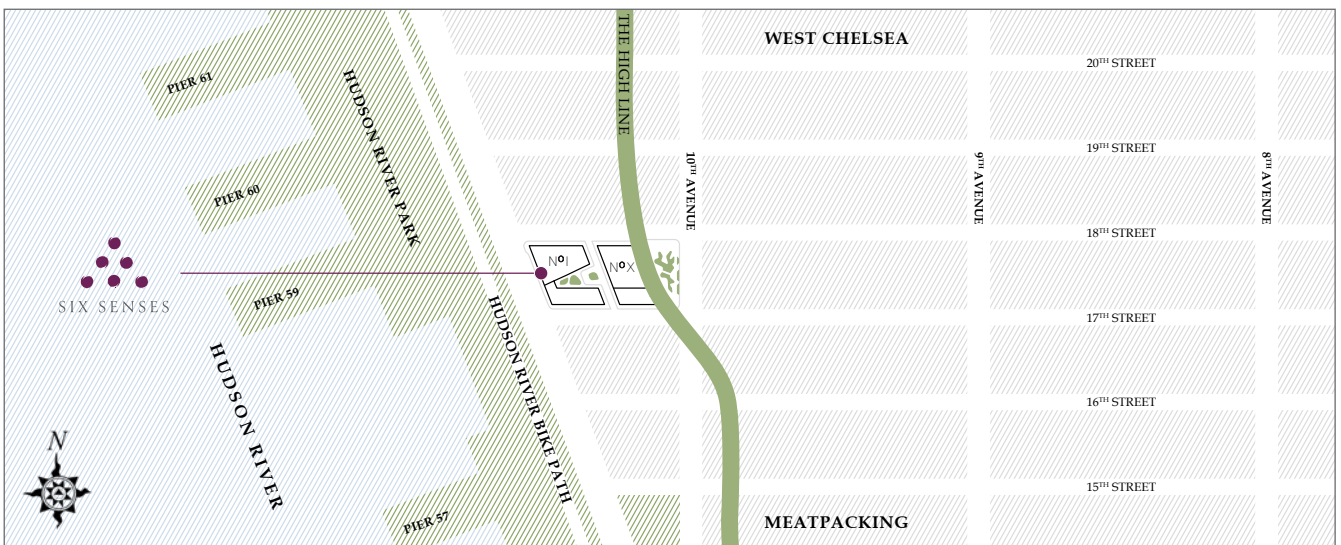 THE HIGH LINE
WEST CHELSEA
20TH STREET
PIER 61
HUDSON RIVER PARK
19TH STREET
10TH AVENUE
9TH AVENUE
8TH AVENUE
PIER 60
18TH STREET
NºI
NºX
SIX SENSES
PIER 59
17TH STREET
HUDSON RIVER BIKE PATH
HUDSON RIVER
16TH STREET
N
15TH STREET
PIER 57
MEATPACKING